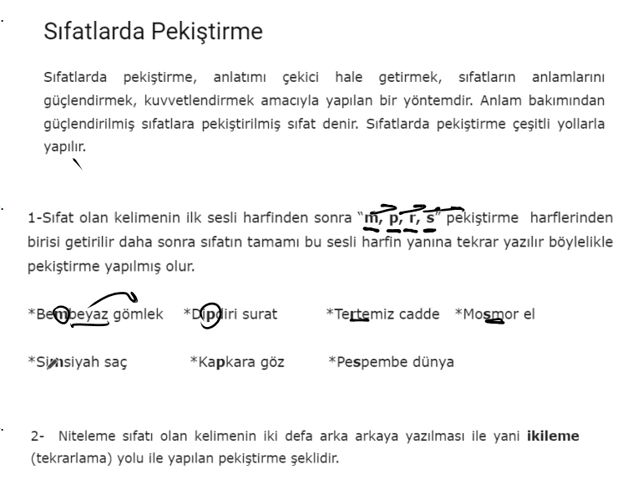 Sıfatlarda Pekiştirme
Sıfatlarda pekiştirme, anlatımı çekici hale getirmek, sıfatların anlamlarını
güçlendirmek, kuvvetlendirmek amacıyla yapılan bir yöntemdir. Anlam bakımından
güçlendirilmiş sıfatlara pekiştirilmiş sıfat denir. Sıfatlarda pekiştirme çeşitli yollarla
yapılır.
1-Sıfat olan kelimenin ilk sesli harfinden sonra “m, p, r, s” pekiştirme harflerinden
birisi getirilir daha sonra sıfatın tamamı bu sesli harfin yanına tekrar yazılır böylelikle
pekiştirme yapılmış olur.
*Bembeyaz gömlek *Dipdiri surat *Tertemiz cadde *Mosmor el
*Simsiyah saç *Kapkara göz *Pespembe dünya
2- Niteleme sıfatı olan kelimenin iki defa arka arkaya yazılması ile yani ikileme
(tekrarlama) yolu ile yapılan pekiştirme şeklidir.